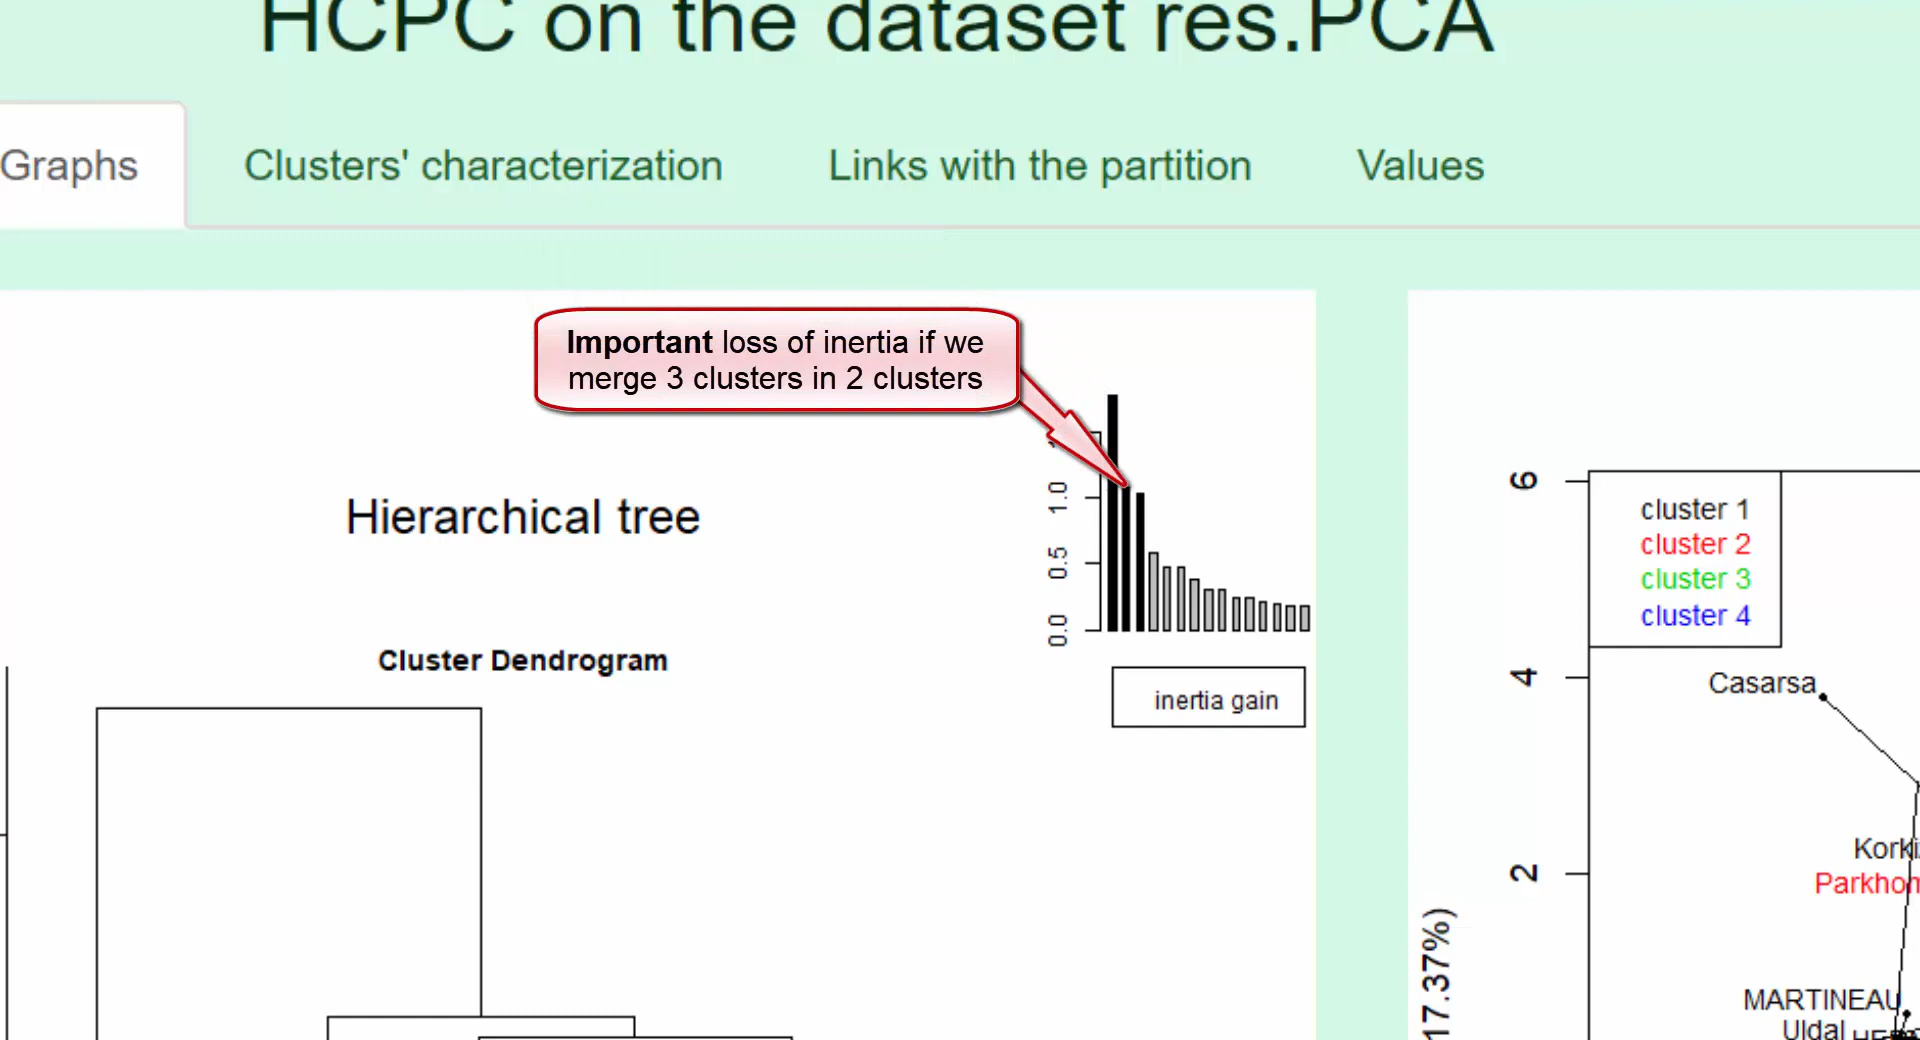 HCPC on the dataset res.PCA
Graphs
Clusters' characterization
Links with the partition
Values
Important loss of inertia if we
merge 3 clusters in 2 clusters
Hierarchical tree
Cluster Dendrogram
1.0
0.5
0.0
inertia gain
6
4
2
17.37%)
cluster 1
cluster 2
cluster 3
cluster 4
Casarsa
MARTINEAU
Uldal